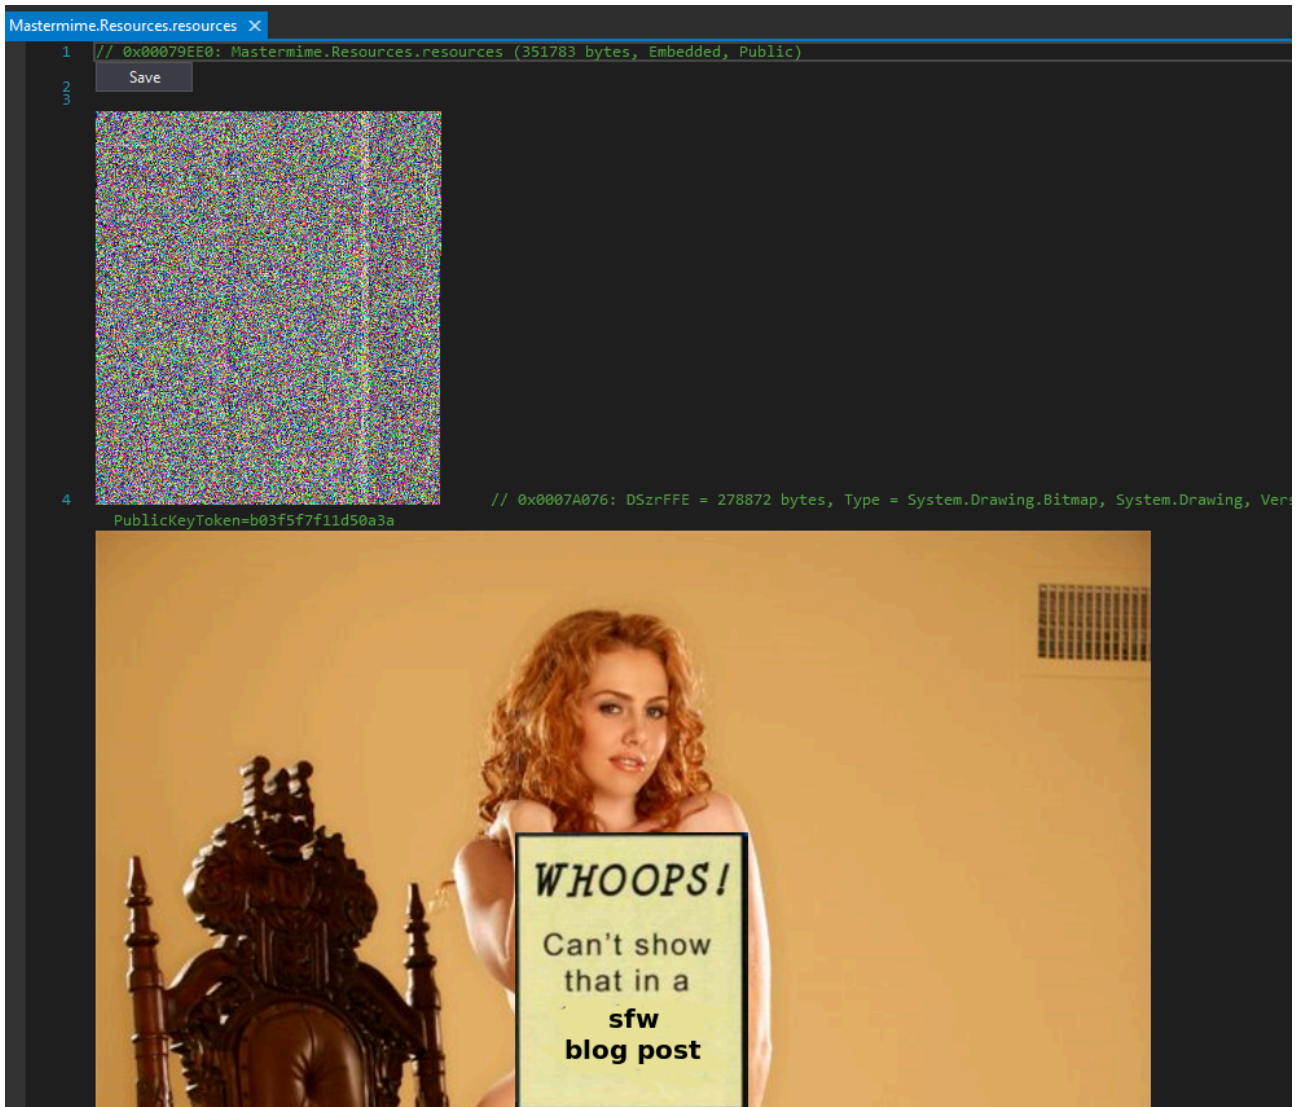 Mastermime.Resources.resources X
1 // 0x00079EE0: Mastermime.Resources.resources (351783 bytes, Embedded, Public)
Save
2
3
4 // 0x0007A076: DSzrFFE = 278872 bytes, Type = System.Drawing.Bitmap, System.Drawing, Vers
PublicKeyToken=b03f5f7f11d50a3a
WHOOPS!
Can't show
that in a
sfw
blog post